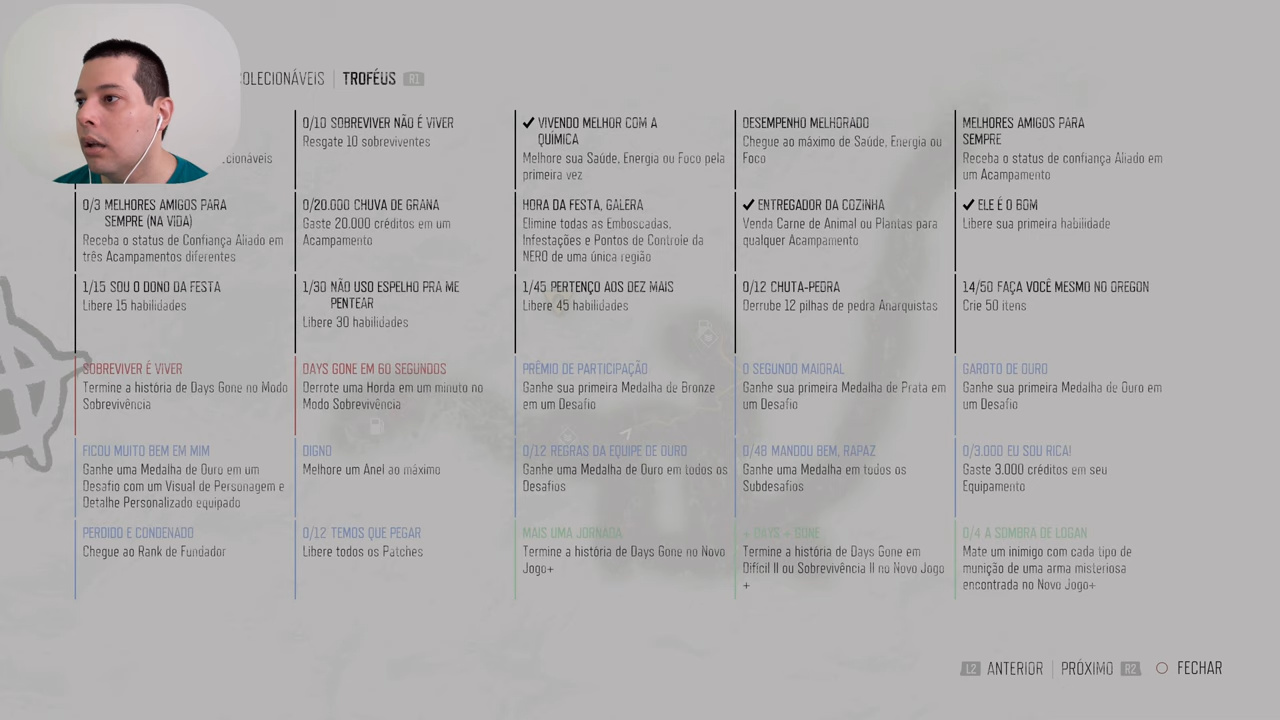 OLECIONÁVEIS | TROFÉUS R1
cionáveis
0/10 SOBREVIVER NÃO É VIVER
Resgate 10 sobreviventes
✔ VIVENDO MELHOR COM A
QUÍMICA
Melhore sua Saúde, Energia ou Foco pela
primeira vez
DESEMPENHO MELHORADO
Chegue ao máximo de Saúde, Energia ou
Foco
MELHORES AMIGOS PARA
SEMPRE
Receba o status de confiança Aliado em
um Acampamento
0/3 MELHORES AMIGOS PARA
SEMPRE (NA VIDA)
Receba o status de Confiança Aliado em
três Acampamentos diferentes
0/20.000 CHUVA DE GRANA
Gaste 20.000 créditos em um
Acampamento
HORA DA FESTA, GALERA
Elimine todas as Emboscadas,
Infestações e Pontos de Controle da
NERO de uma única região
✔ ENTREGADOR DA COZINHA
Venda Carne de Animal ou Plantas para
qualquer Acampamento
✔ ELE É O BOM
Libere sua primeira habilidade
1/15 SOU O DONO DA FESTA
Libere 15 habilidades
1/30 NÃO USO ESPELHO PRA ME
PENTEAR
Libere 30 habilidades
1/45 PERTENÇO AOS DEZ MAIS
Libere 45 habilidades
0/12 CHUTA-PEDRA
Derrube 12 pilhas de pedra Anarquistas
14/50 FAÇA VOCÊ MESMO NO OREGON
Crie 50 itens
SOBREVIVER É VIVER
Termine a história de Days Gone no Modo
Sobrevivência
DAYS GONE EM 60 SEGUNDOS
Derrote uma Horda em um minuto no
Modo Sobrevivência
PRÊMIO DE PARTICIPAÇÃO
Ganhe sua primeira Medalha de Bronze
em um Desafio
O SEGUNDO MAIORAL
Ganhe sua primeira Medalha de Prata em
um Desafio
GAROTO DE OURO
Ganhe sua primeira Medalha de Ouro em
um Desafio
FICOU MUITO BEM EM MIM
Ganhe uma Medalha de Ouro em um
Desafio com um Visual de Personagem e
Detalhe Personalizado equipado
DIGNO
Melhore um Anel ao máximo
0/12 REGRAS DA EQUIPE DE OURO
Ganhe uma Medalha de Ouro em todos os
Desafios
0/48 MANDOU BEM, RAPAZ
Ganhe uma Medalha em todos os
Subdesafios
0/3.000 EU SOU RICA!
Gaste 3.000 créditos em seu
Equipamento
PERDIDO E CONDENADO
Chegue ao Rank de Fundador
0/12 TEMOS QUE PEGAR
Libere todos os Patches
MAIS UMA JORNADA
Termine a história de Days Gone no Novo
Jogo+
+ DAYS + GONE
Termine a história de Days Gone em
Difícil II ou Sobrevivência II no Novo Jogo
+
0/4 A SOMBRA DE LOGAN
Mate um inimigo com cada tipo de
munição de uma arma misteriosa
encontrada no Novo Jogo+
L2 ANTERIOR | PRÓXIMO R2 FECHAR